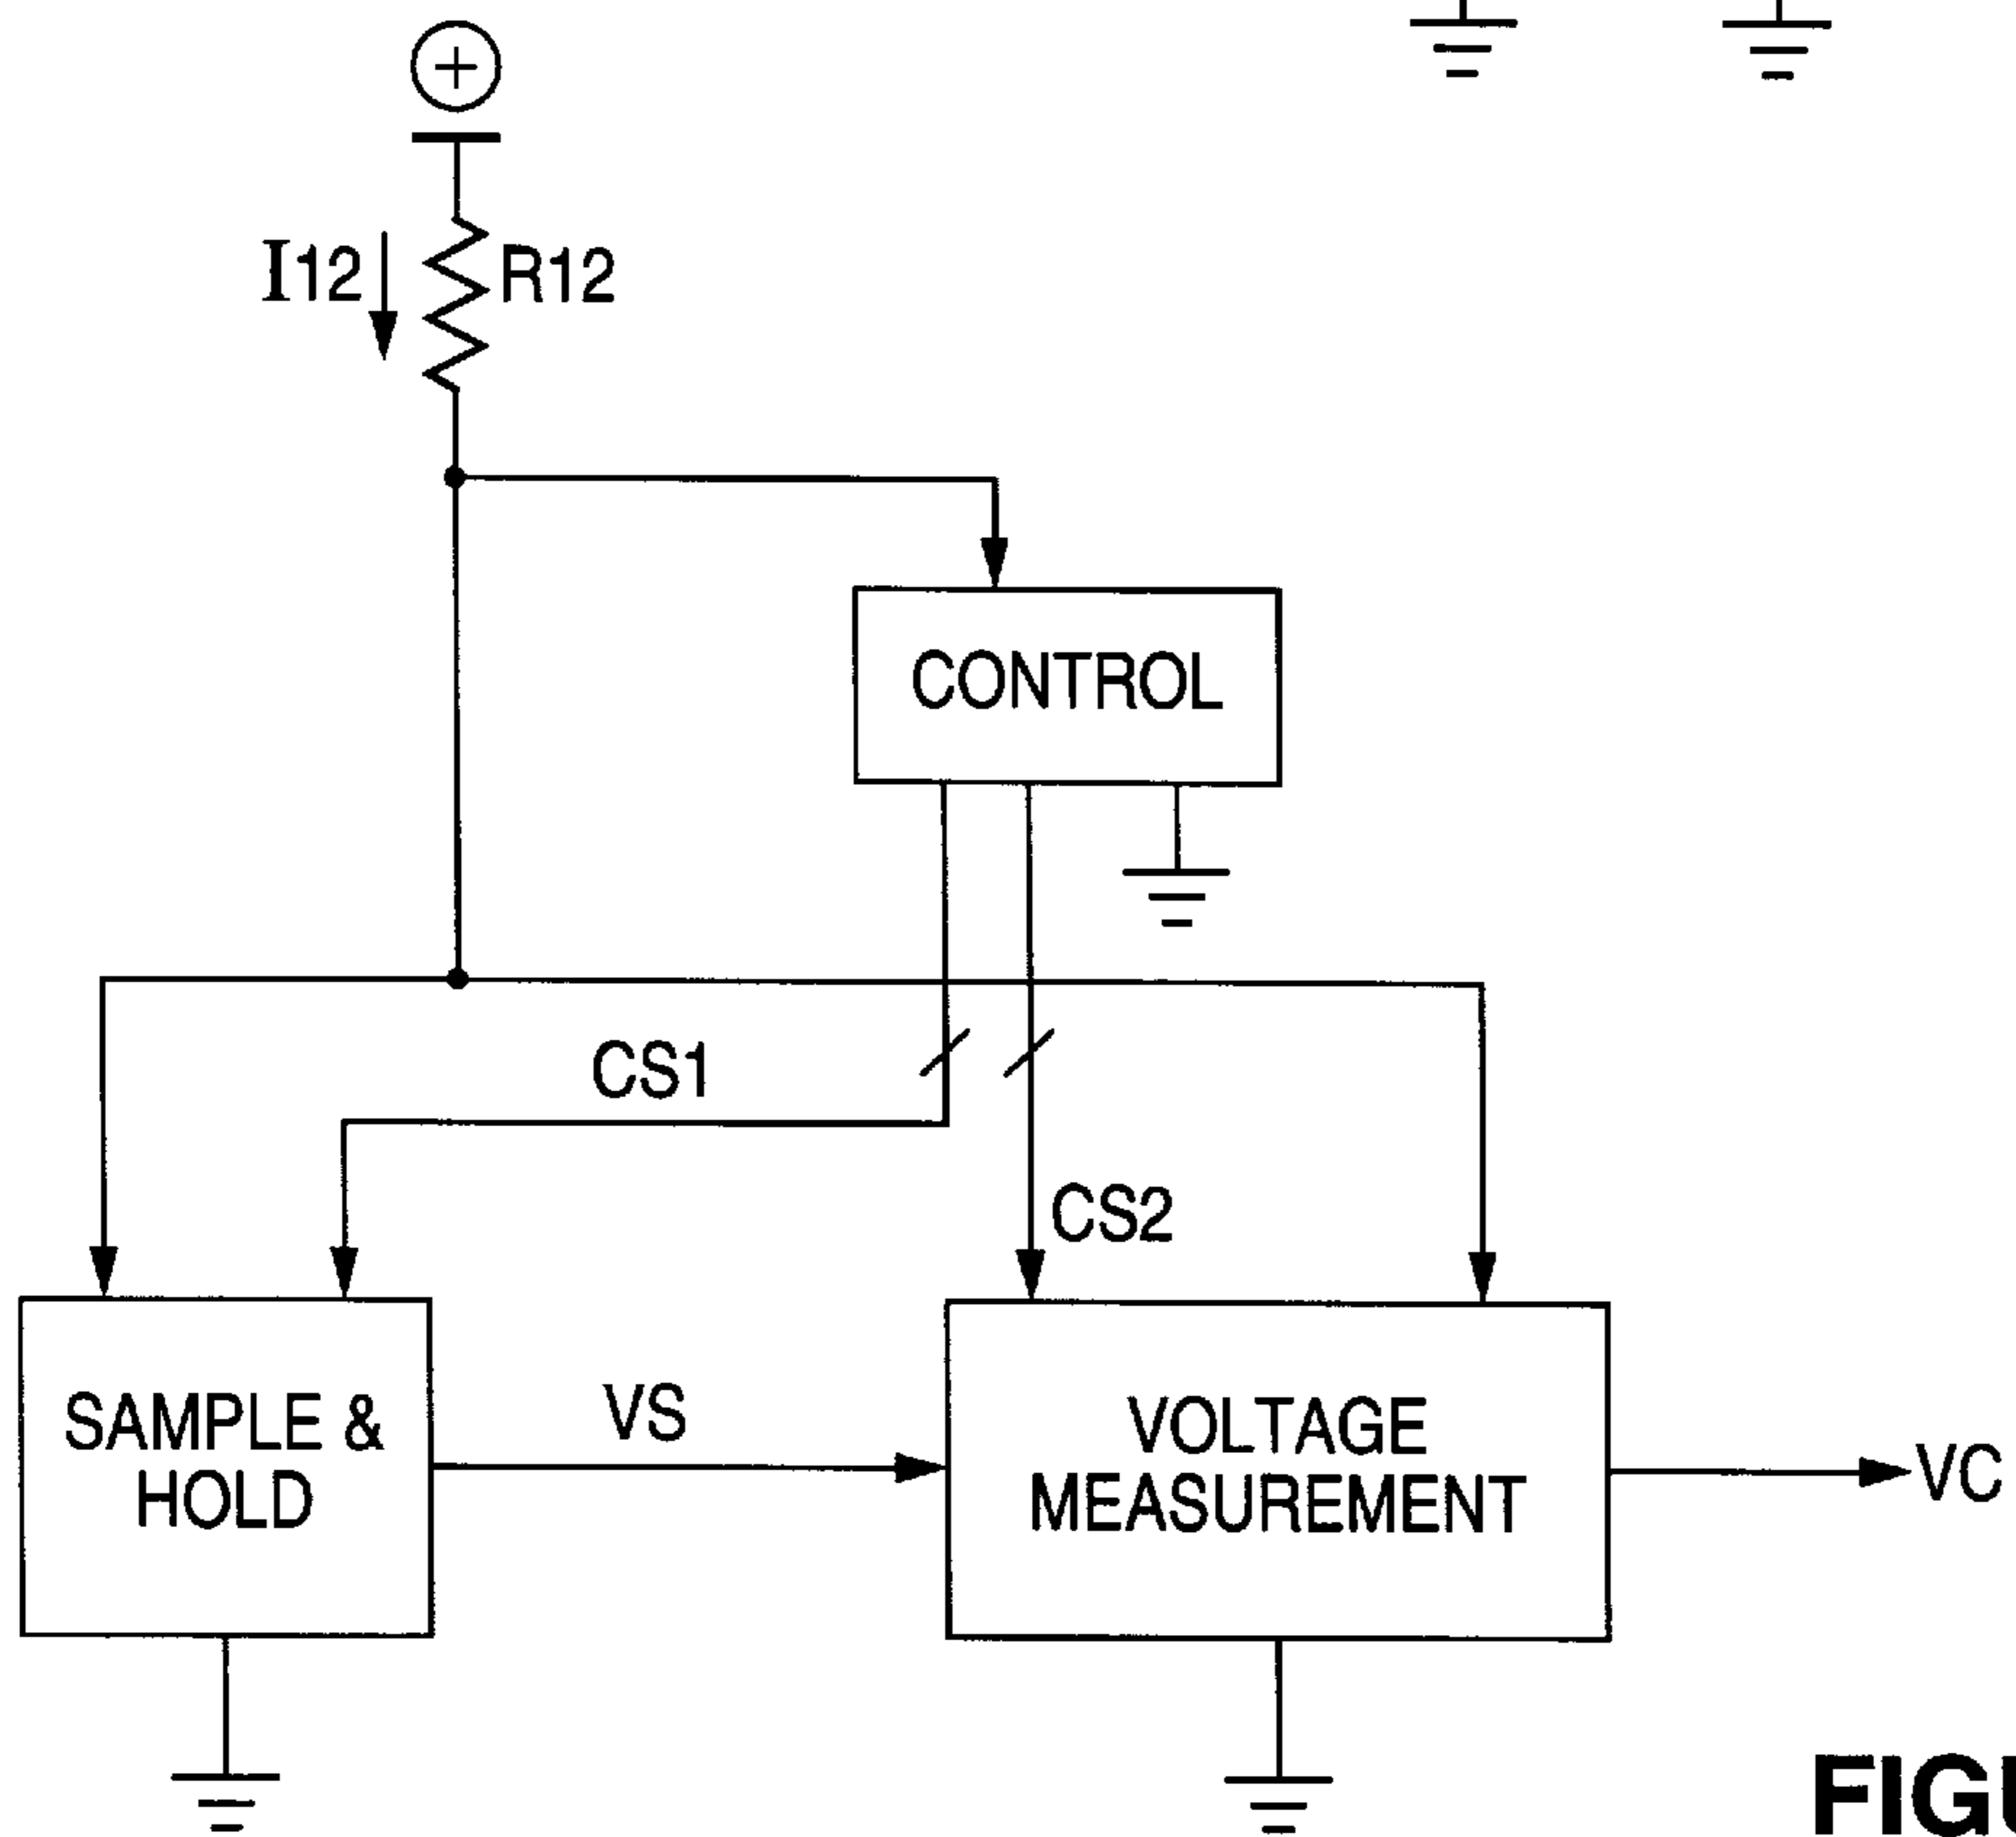 I12
R12
CONTROL
CS1
CS2
SAMPLE &
HOLD
VS
VOLTAGE
MEASUREMENT
VC